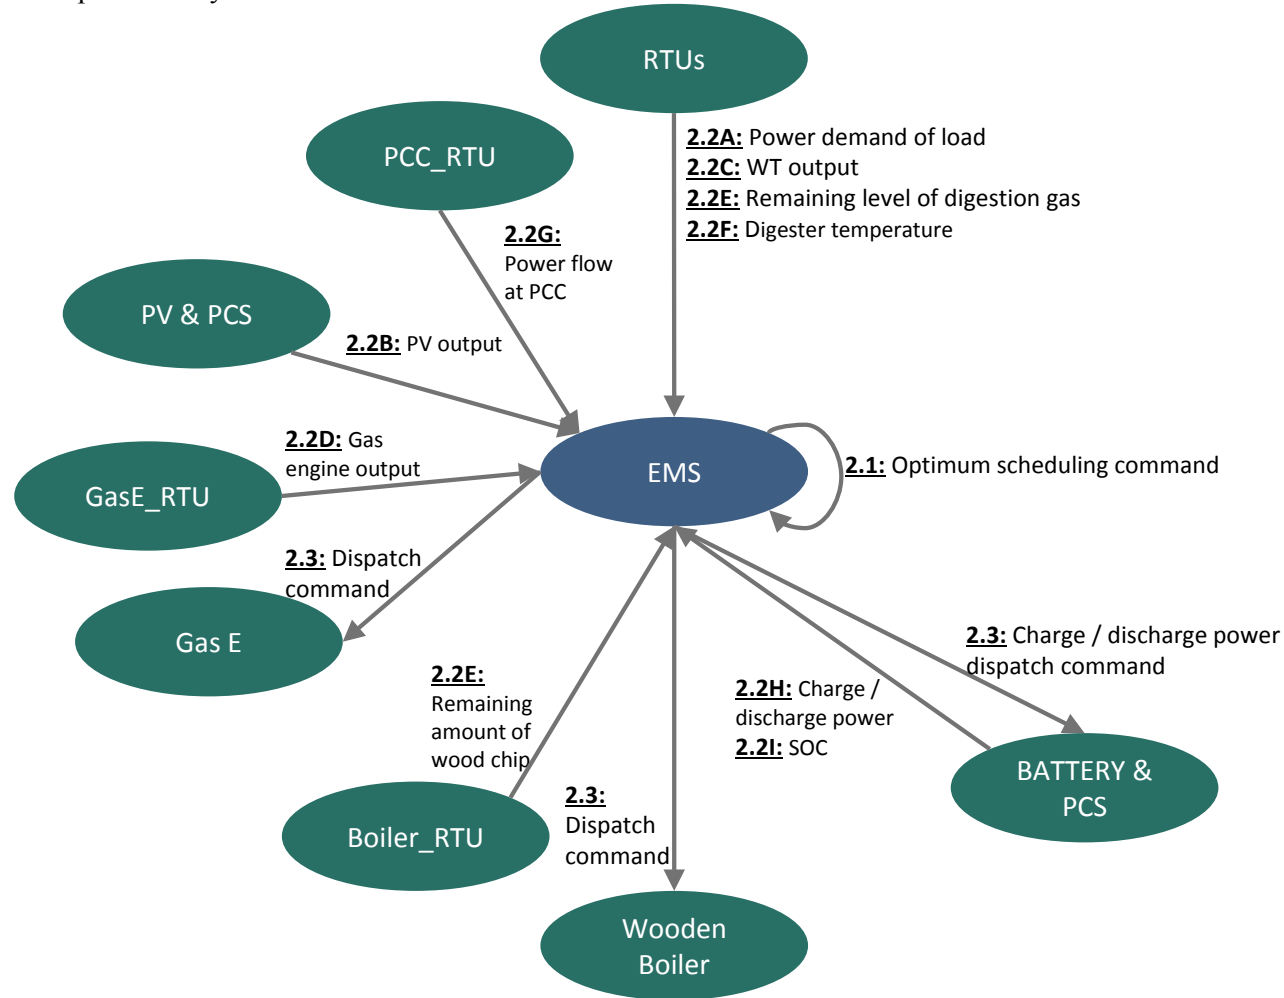 RTUs
2.2A: Power demand of load
2.2C: WT output
2.2E: Remaining level of digestion gas
2.2F: Digester temperature
PCC_RTU
2.2G:
Power flow
at PCC
PV & PCS
2.2B: PV output
2.2D: Gas
engine output
GasE_RTU
EMS
2.1: Optimum scheduling command
2.3: Dispatch
command
Gas E
2.2E:
Remaining
amount of
wood chip
Boiler_RTU
2.3:
Dispatch
command
Wooden
Boiler
2.2H: Charge /
discharge power
2.2I: SOC
2.3: Charge / discharge power
dispatch command
BATTERY &
PCS